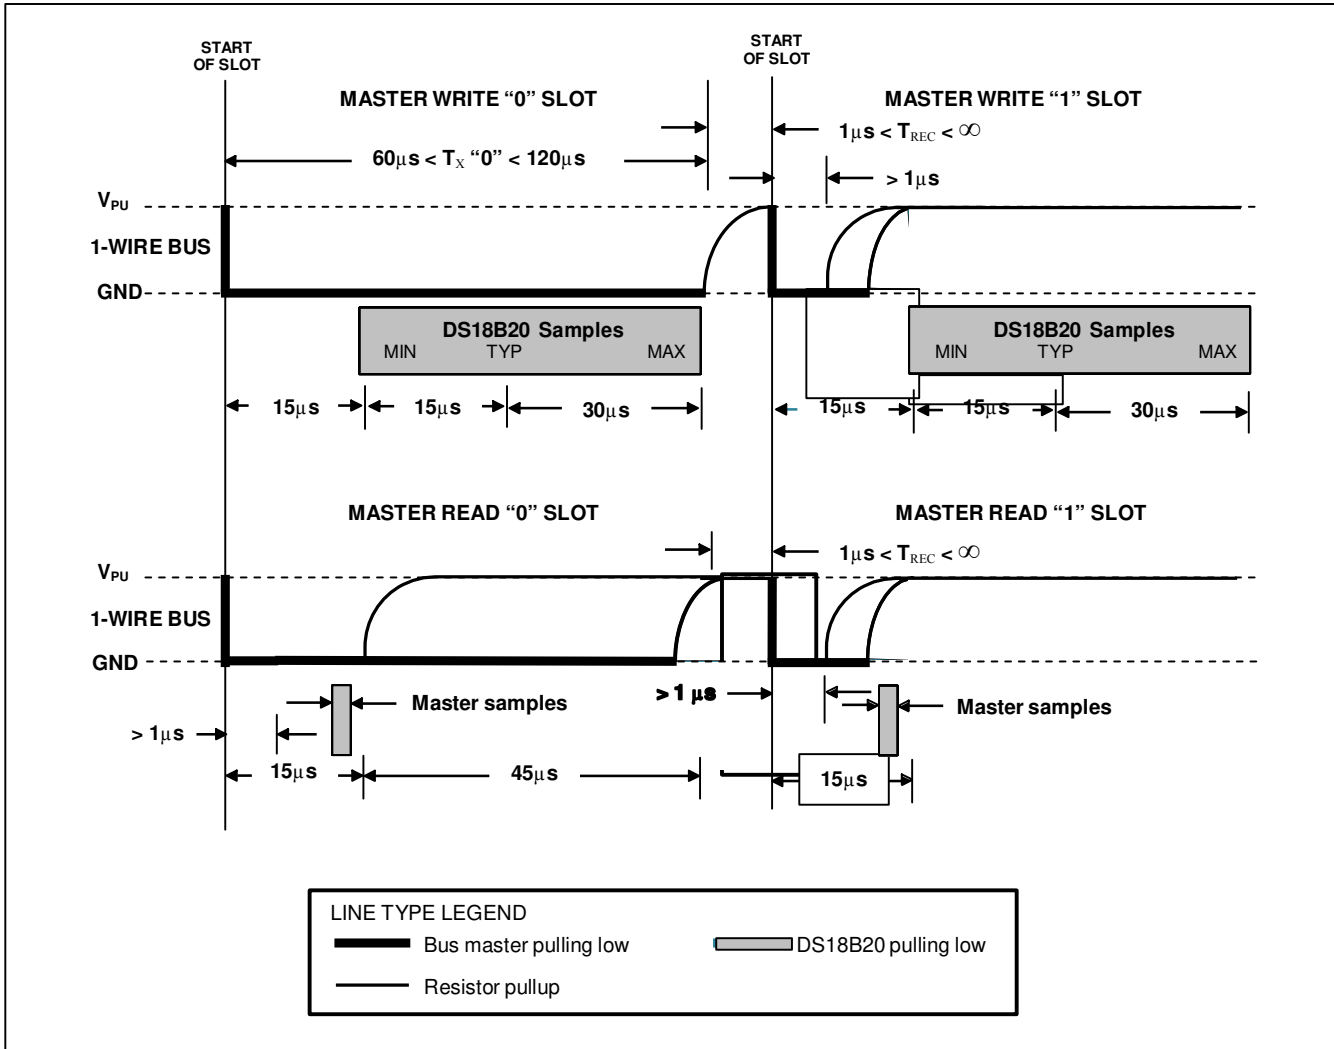 START
OF SLOT
START
OF SLOT
MASTER WRITE “0” SLOT
MASTER WRITE “1” SLOT
1μs < TREC < ∞
60μs < TX “0” < 120μs
> 1μs
VPU
1-WIRE BUS
GND
DS18B20 Samples
MIN TYP MAX
DS18B20 Samples
MIN TYP MAX
15μs 15μs 30μs
15μs 15μs 30μs
MASTER READ “0” SLOT
MASTER READ “1” SLOT
1μs < TREC < ∞
VPU
1-WIRE BUS
GND
> 1 μs
Master samples
Master samples
> 1μs
15μs 45μs
15μs
LINE TYPE LEGEND
Bus master pulling low
DS18B20 pulling low
Resistor pullup